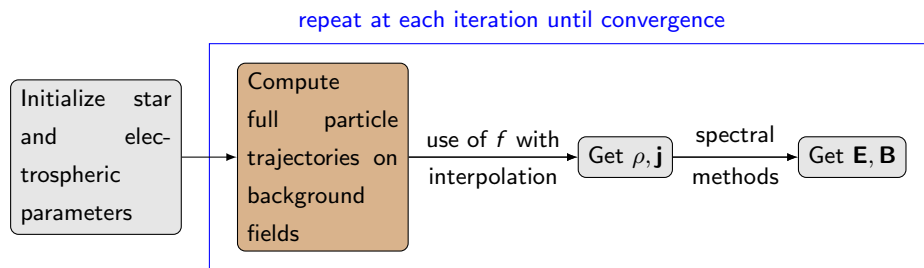 repeat at each iteration until convergence
Initialize star
and elec-
trospheric
parameters
Compute
full particle
trajectories on
background
fields
use of f with
interpolation
Get ρ, j
spectral
methods
Get E, B